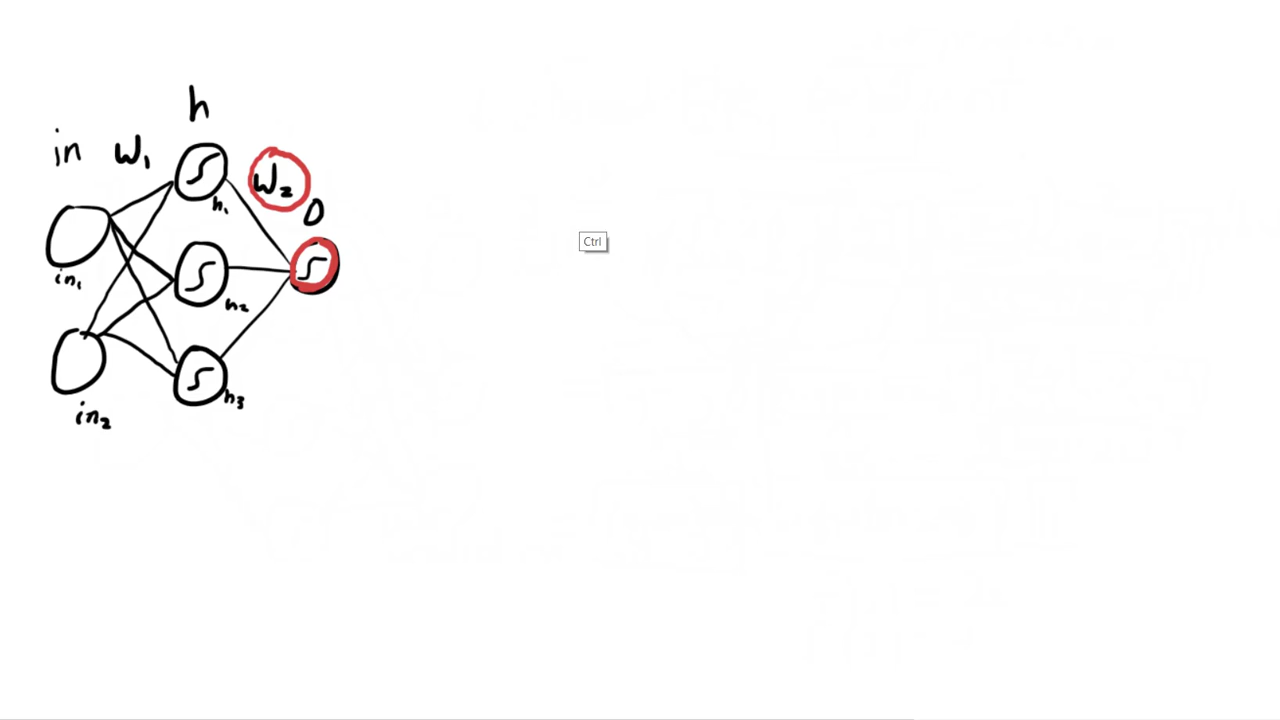 h
in w₁
w₂
h₁
O
in₁
h₂
h₃
in₂
Ctrl